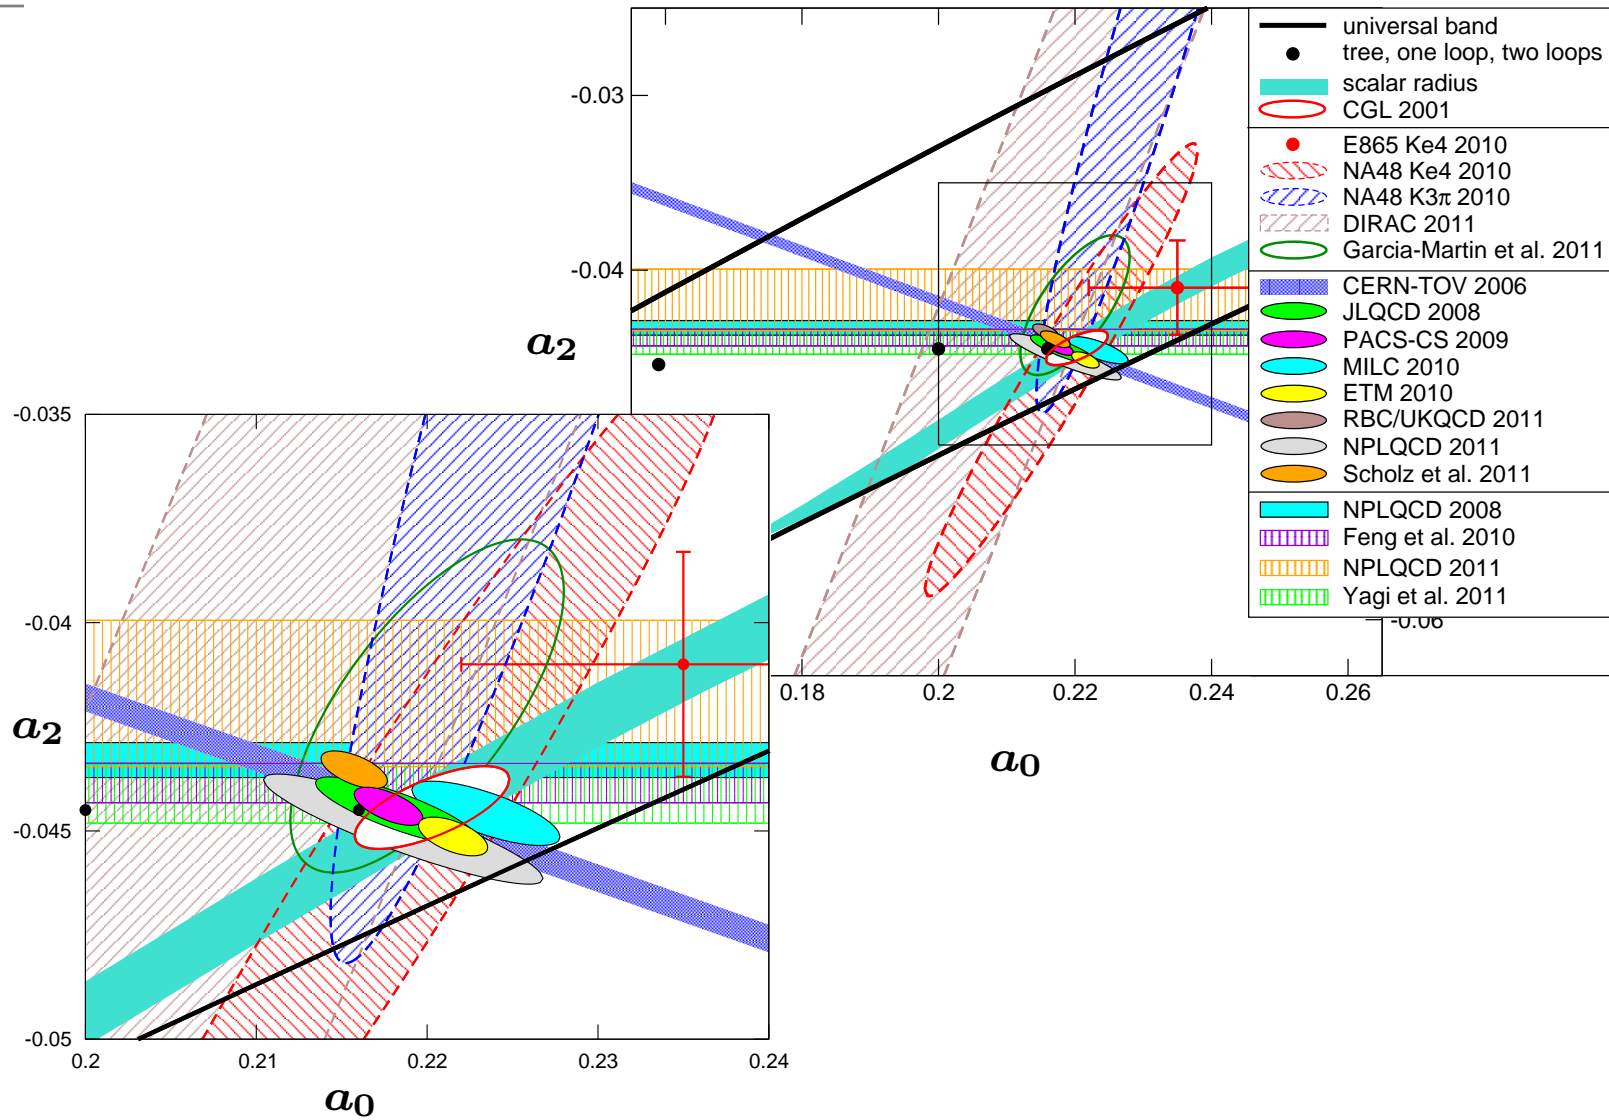 universal band
tree, one loop, two loops
scalar radius
CGL 2001
E865 Ke4 2010
NA48 Ke4 2010
NA48 K3π 2010
DIRAC 2011
Garcia-Martin et al. 2011
CERN-TOV 2006
JLQCD 2008
PACS-CS 2009
MILC 2010
ETM 2010
RBC/UKQCD 2011
NPLQCD 2011
Scholz et al. 2011
NPLQCD 2008
Feng et al. 2010
NPLQCD 2011
Yagi et al. 2011
-0.03
-0.04
-0.06
a2
0.18 0.2 0.22 0.24 0.26
a0
-0.035
-0.04
-0.045
-0.05
a2
0.2 0.21 0.22 0.23 0.24
a0